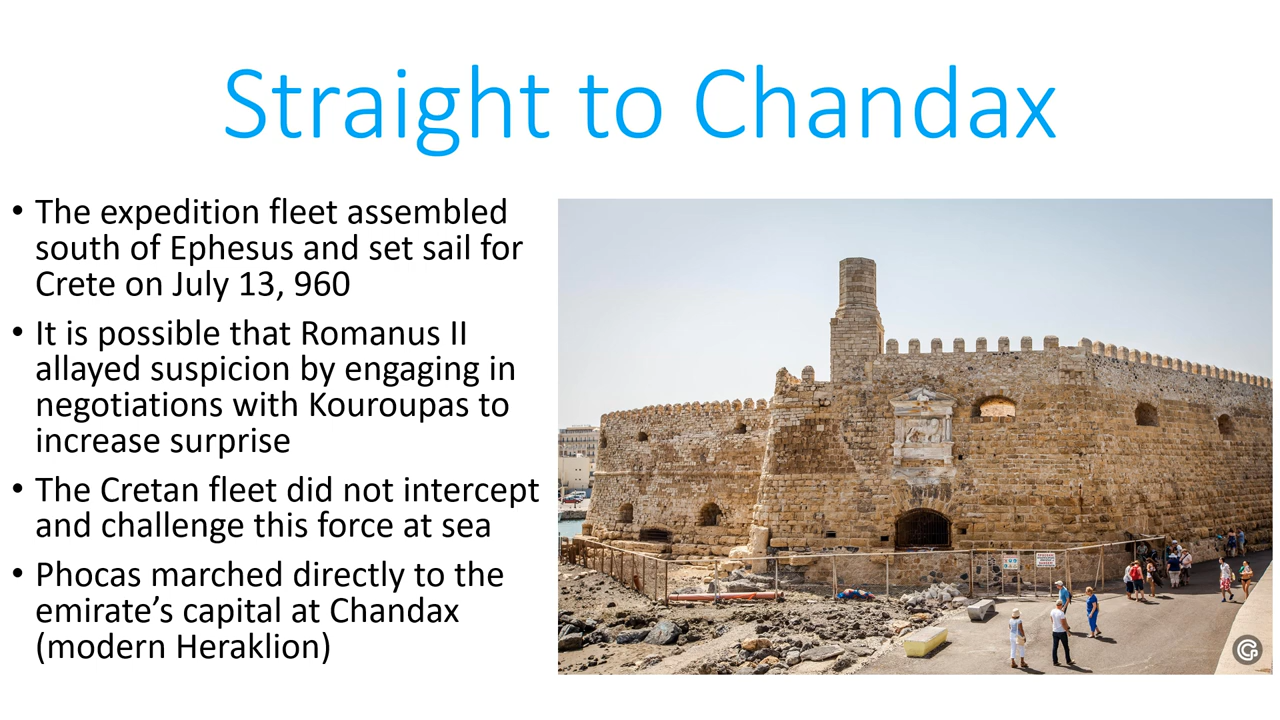 Straight to Chandax
• The expedition fleet assembled
south of Ephesus and set sail for
Crete on July 13, 960
• It is possible that Romanus II
allayed suspicion by engaging in
negotiations with Kouroupas to
increase surprise
• The Cretan fleet did not intercept
and challenge this force at sea
• Phocas marched directly to the
emirate’s capital at Chandax
(modern Heraklion)